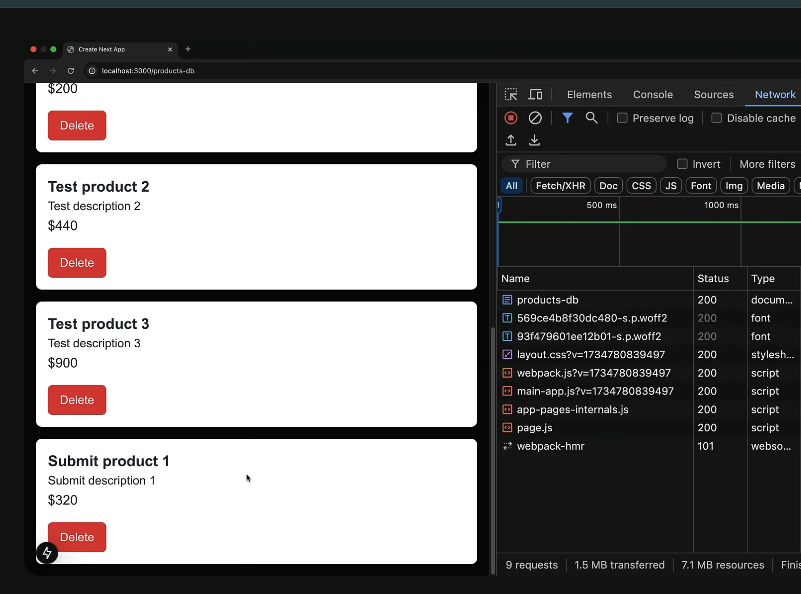 Create Next App
localhost:3000/products-db
$200
Delete
Test product 2
Test description 2
$440
Delete
Test product 3
Test description 3
$900
Delete
Submit product 1
Submit description 1
$320
Delete
Elements Console Sources Network
Preserve log Disable cache
Filter Invert More filters
All Fetch/XHR Doc CSS JS Font Img Media
500 ms 1000 ms
Name Status Type
products-db 200 docum...
569ce4b8f30dc480-s.p.woff2 200 font
93f479601ee12b01-s.p.woff2 200 font
layout.css?v=1734780839497 200 stylesh...
webpack.js?v=1734780839497 200 script
main-app.js?v=1734780839497 200 script
app-pages-internals.js 200 script
page.js 200 script
webpack-hmr 101 webso...
9 requests 1.5 MB transferred 7.1 MB resources Finis